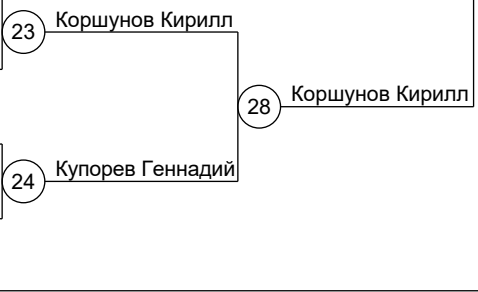 23 Коршунов Кирилл
28 Коршунов Кирилл
24 Купорев Геннадий